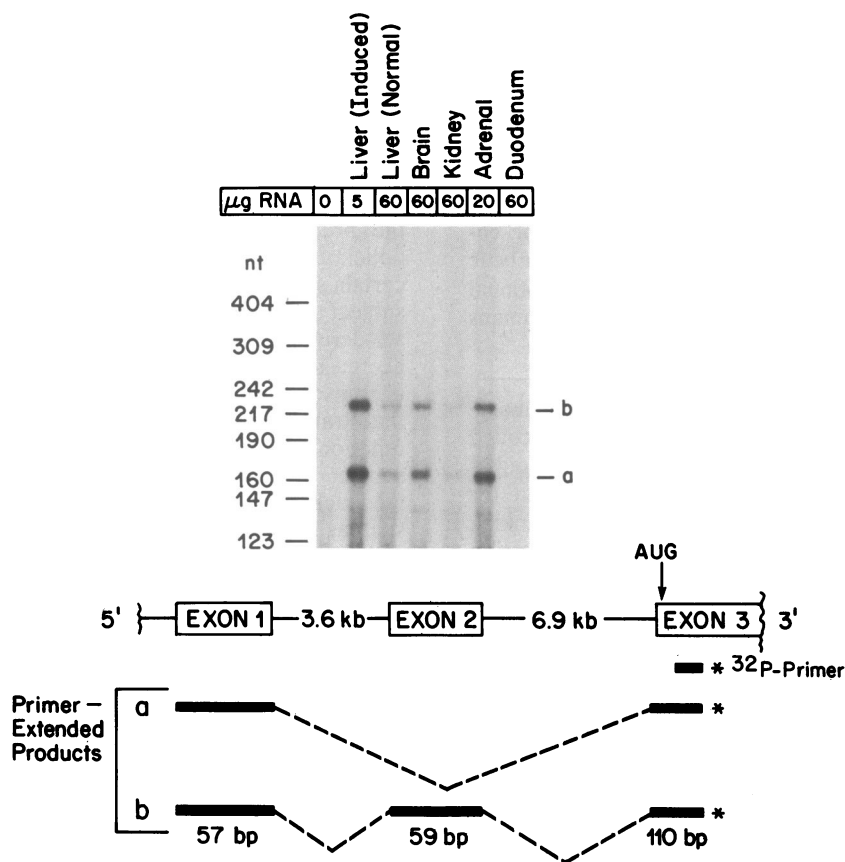 Liver (Induced)
Liver (Normal)
Brain
Kidney
Adrenal
Duodenum
µg RNA 0 5 60 60 60 20 60
nt
404
309
242
217
190
160
147
123
b
a
AUG
5' EXON 1 3.6 kb EXON 2 6.9 kb EXON 3 3'
* 32P-Primer
Primer –
Extended
Products
a *
b *
57 bp 59 bp 110 bp